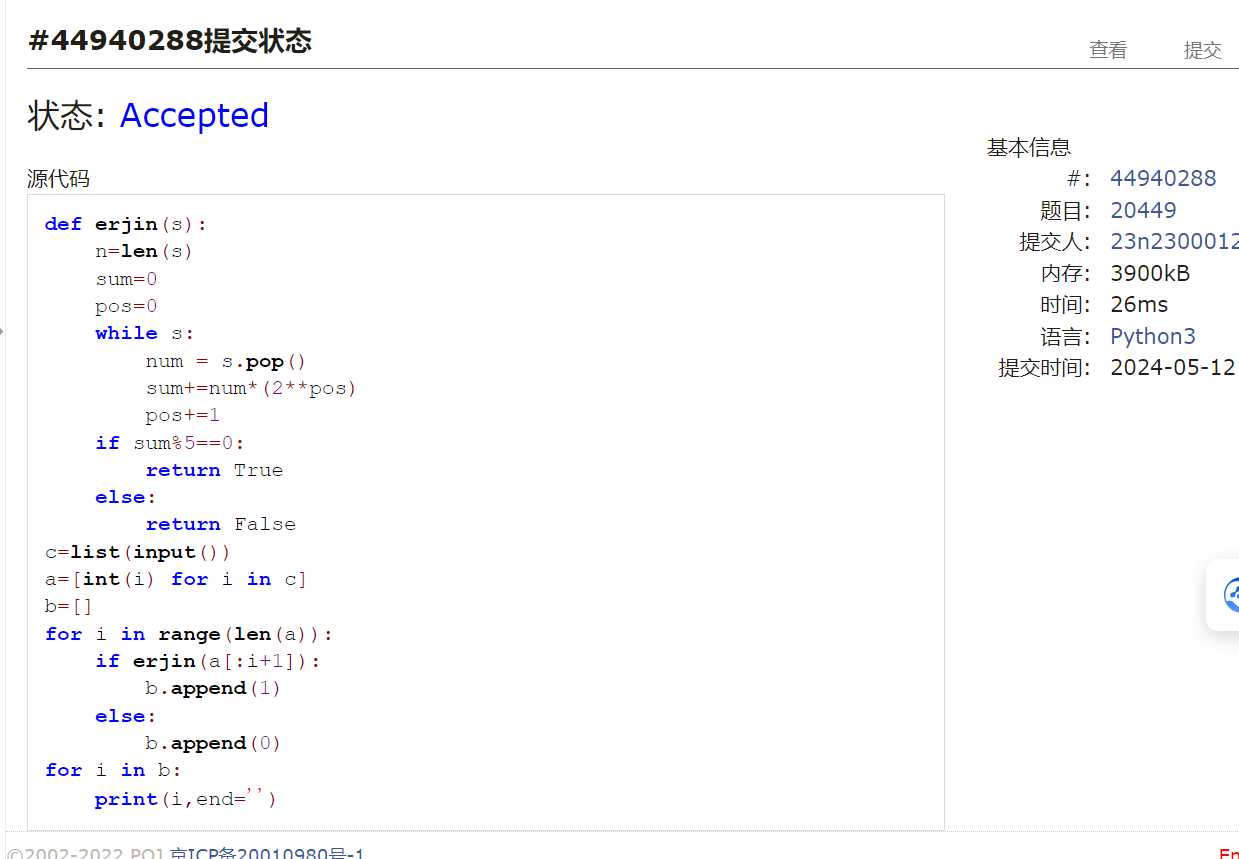 #44940288提交状态
查看 提交
状态: Accepted
源代码
def erjin(s):
    n=len(s)
    sum=0
    pos=0
    while s:
        num = s.pop()
        sum+=num*(2**pos)
        pos+=1
    if sum%5==0:
        return True
    else:
        return False
c=list(input())
a=[int(i) for i in c]
b=[]
for i in range(len(a)):
    if erjin(a[:i+1]):
        b.append(1)
    else:
        b.append(0)
for i in b:
    print(i,end='')
基本信息
#: 44940288
题目: 20449
提交人: 23n2300012
内存: 3900kB
时间: 26ms
语言: Python3
提交时间: 2024-05-12
©2002-2022 POJ 京ICP备20010980号-1
En